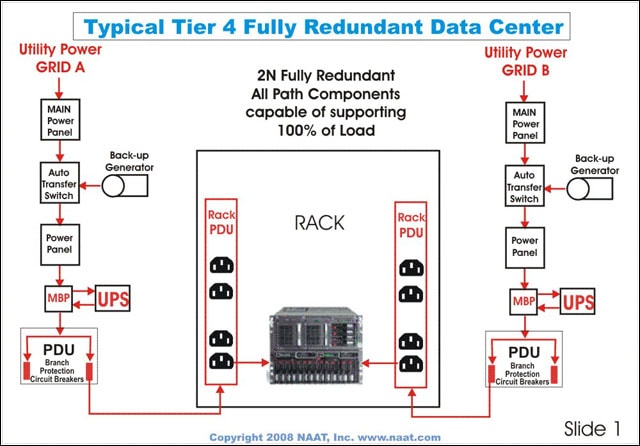 Typical Tier 4 Fully Redundant Data Center
Utility Power
GRID A
MAIN
Power
Panel
Auto
Transfer
Switch
Back-up
Generator
Power
Panel
MBP
UPS
PDU
Branch
Protection
Circuit Breakers
2N Fully Redundant
All Path Components
capable of supporting
100% of Load
Rack
PDU
RACK
Rack
PDU
Utility Power
GRID B
MAIN
Power
Panel
Auto
Transfer
Switch
Back-up
Generator
Power
Panel
MBP
UPS
PDU
Branch
Protection
Circuit Breakers
Copyright 2008 NAAT, Inc. www.naat.com
Slide 1